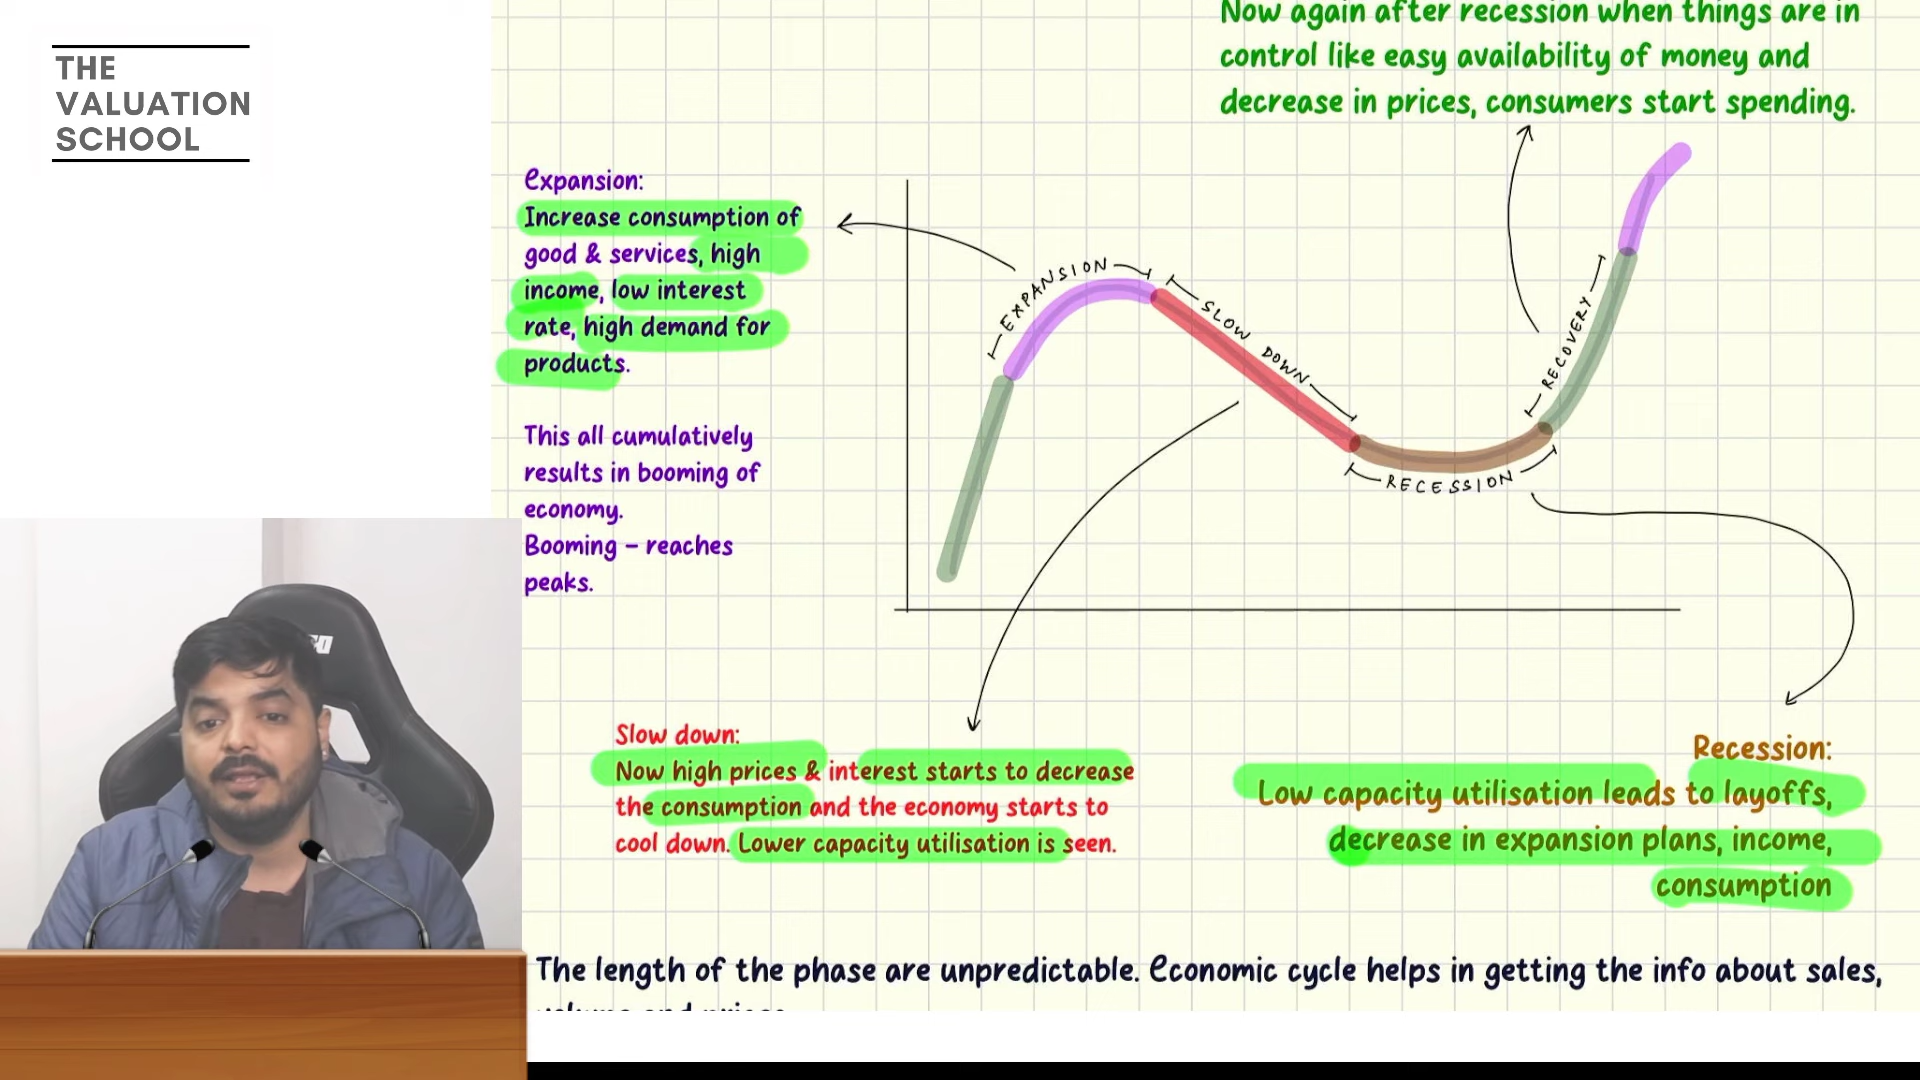 THE
VALUATION
SCHOOL
Now again after recession when things are in
control like easy availability of money and
decrease in prices, consumers start spending.
Expansion:
Increase consumption of
good & services, high
income, low interest
rate, high demand for
products.
This all cumulatively
results in booming of
economy.
Booming – reaches
peaks.
EXPANSION
SLOW DOWN
RECESSION
RECOVERY
Slow down:
Now high prices & interest starts to decrease
the consumption and the economy starts to
cool down. Lower capacity utilisation is seen.
Recession:
Low capacity utilisation leads to layoffs,
decrease in expansion plans, income,
consumption
The length of the phase are unpredictable. Economic cycle helps in getting the info about sales,